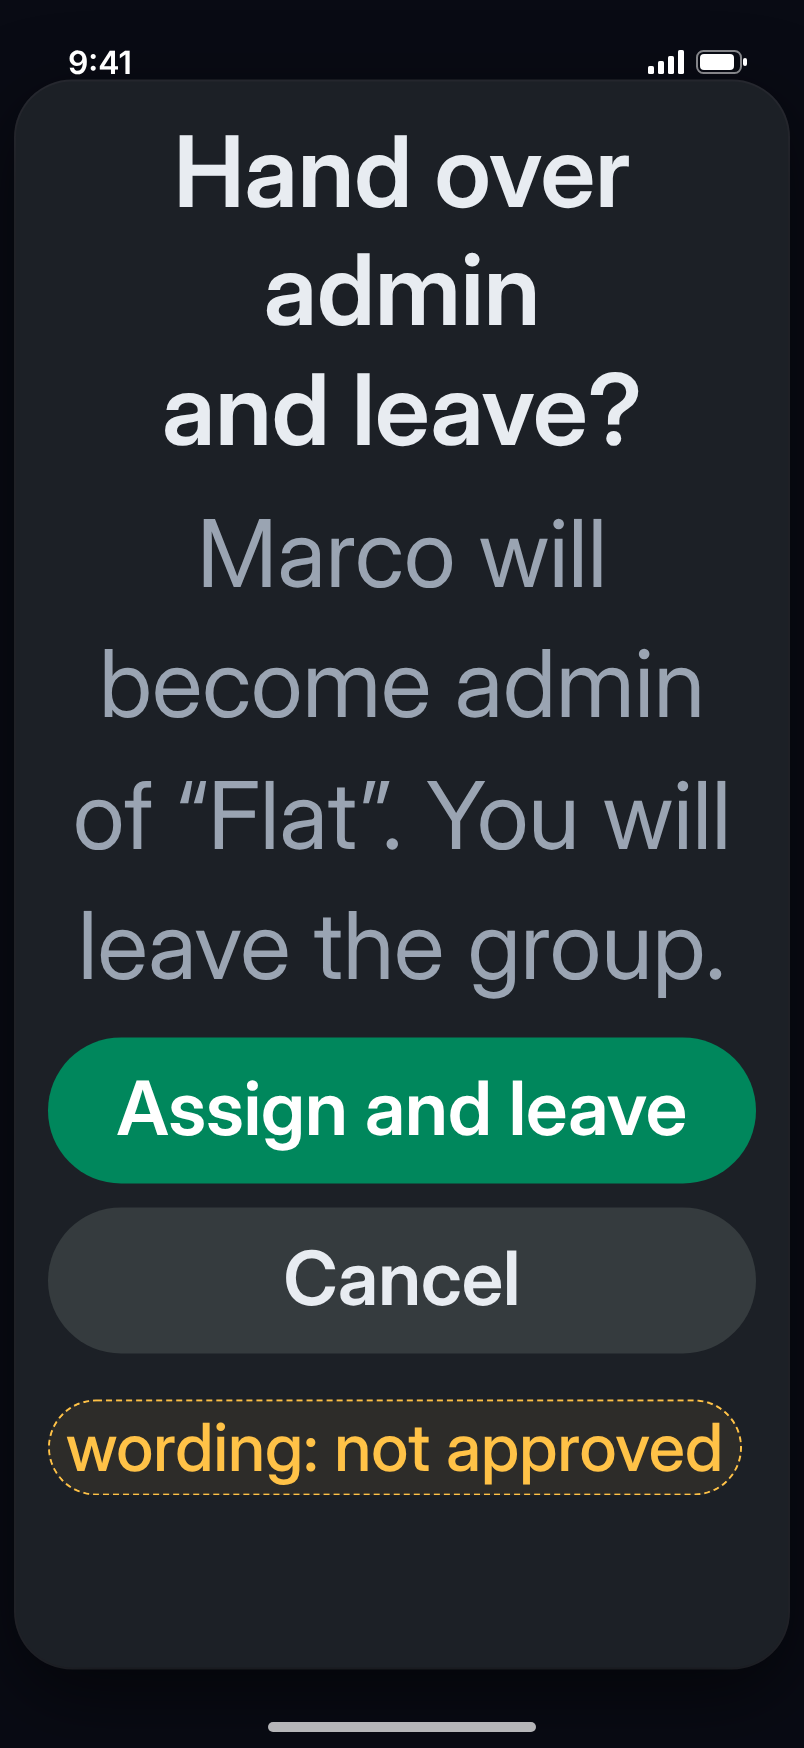 9:41
Hand over
admin
and leave?
Marco will
become admin
of “Flat”. You will
leave the group.
Assign and leave
Cancel
wording: not approved